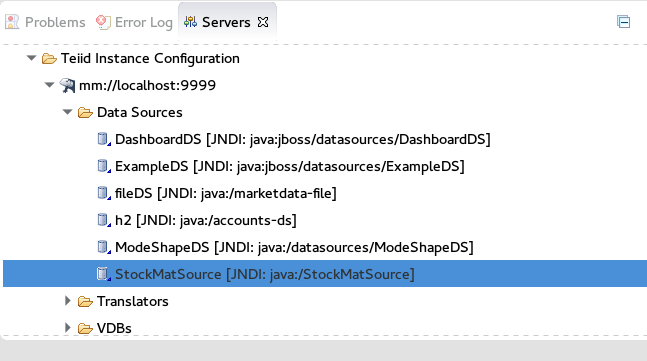 Problems Error Log Servers
Teiid Instance Configuration
mm://localhost:9999
Data Sources
DashboardDS [JNDI: java:jboss/datasources/DashboardDS]
ExampleDS [JNDI: java:jboss/datasources/ExampleDS]
fileDS [JNDI: java:/marketdata-file]
h2 [JNDI: java:/accounts-ds]
ModeShapeDS [JNDI: java:/datasources/ModeShapeDS]
StockMatSource [JNDI: java:/StockMatSource]
Translators
VDBs